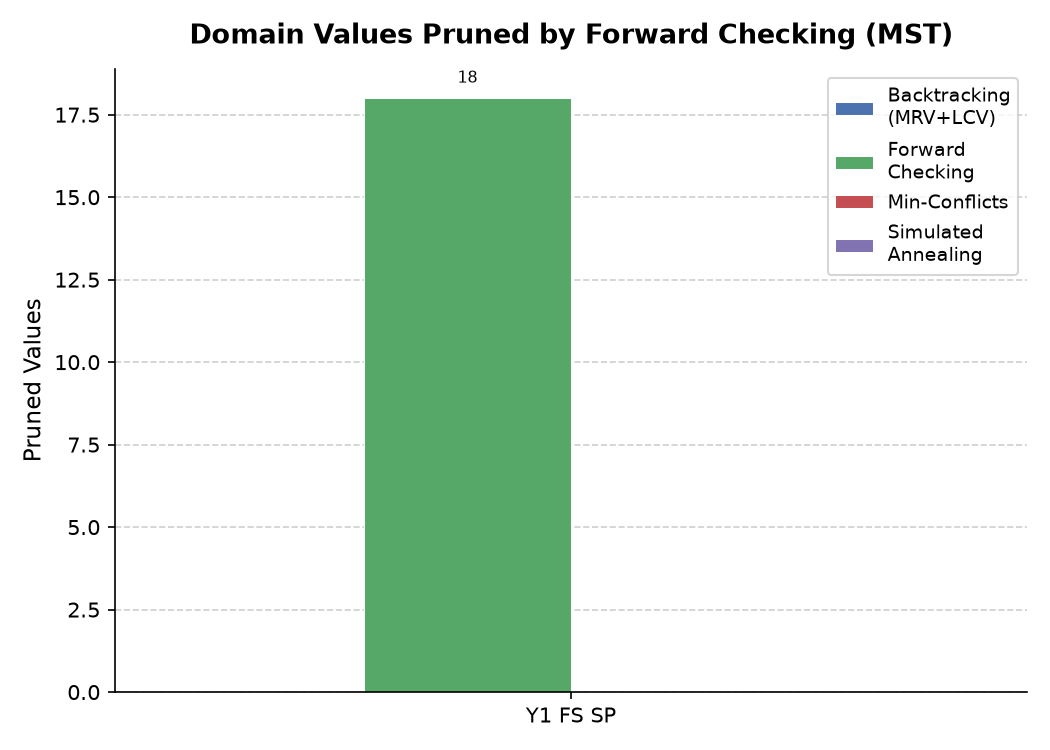 Domain Values Pruned by Forward Checking (MST)
18
Backtracking
(MRV+LCV)
Forward
Checking
Min-Conflicts
Simulated
Annealing
Pruned Values
17.5
15.0
12.5
10.0
7.5
5.0
2.5
0.0
Y1 FS SP